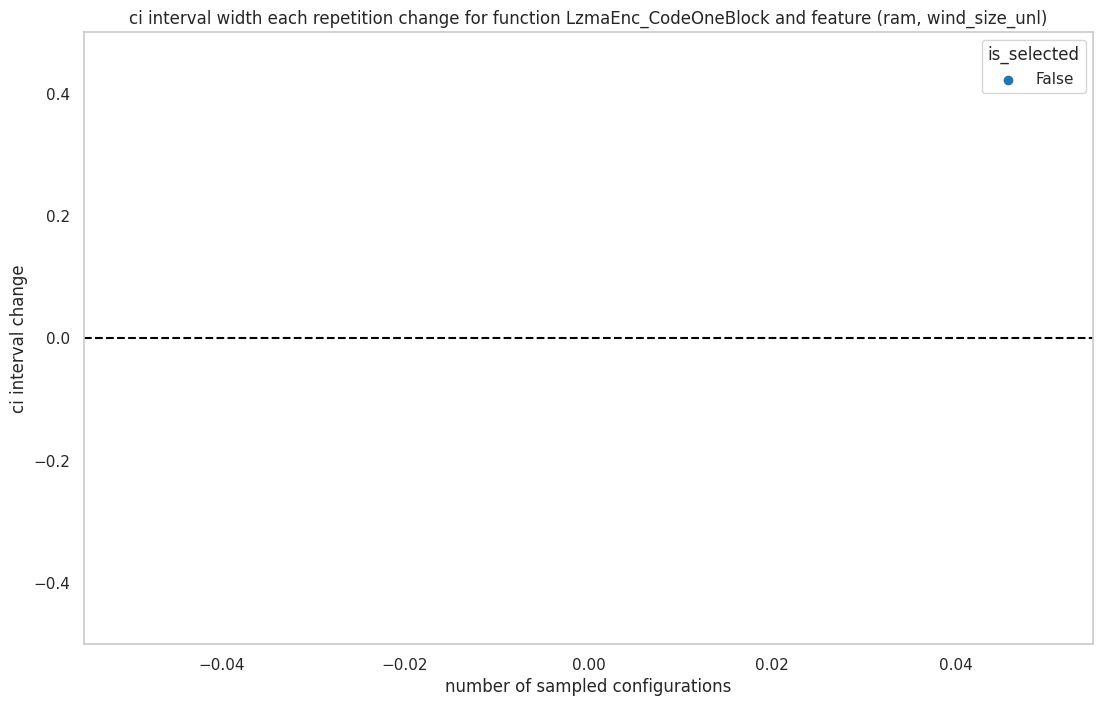 ci interval width each repetition change for function LzmaEnc_CodeOneBlock and feature (ram, wind_size_unl)
is_selected
False
0.4
0.2
0.0
−0.2
−0.4
ci interval change
−0.04
−0.02
0.00
0.02
0.04
number of sampled configurations